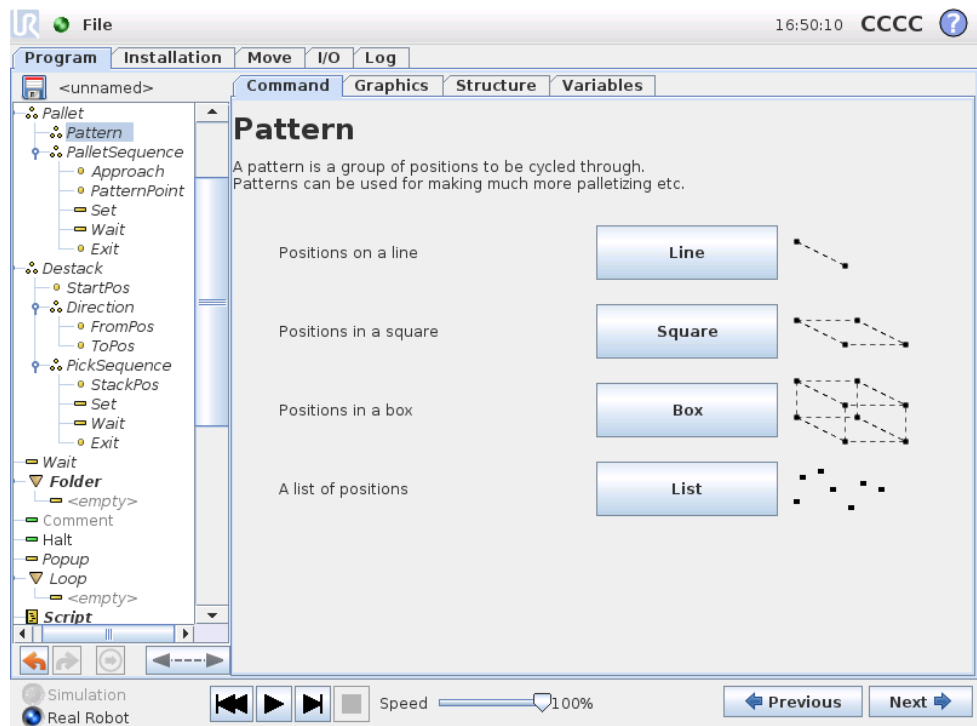 UR File 16:50:10 CCCC ?
Program Installation Move I/O Log
<unnamed>
Command Graphics Structure Variables
Pallet
Pattern
PalletSequence
Approach
PatternPoint
Set
Wait
Exit
Destack
StartPos
Direction
FromPos
ToPos
PickSequence
StackPos
Set
Wait
Exit
Wait
Folder
<empty>
Comment
Halt
Popup
Loop
<empty>
Script
Pattern
A pattern is a group of positions to be cycled through.
Patterns can be used for making much more palletizing etc.
Positions on a line Line
Positions in a square Square
Positions in a box Box
A list of positions List
Simulation
Real Robot
Speed 100%
Previous Next